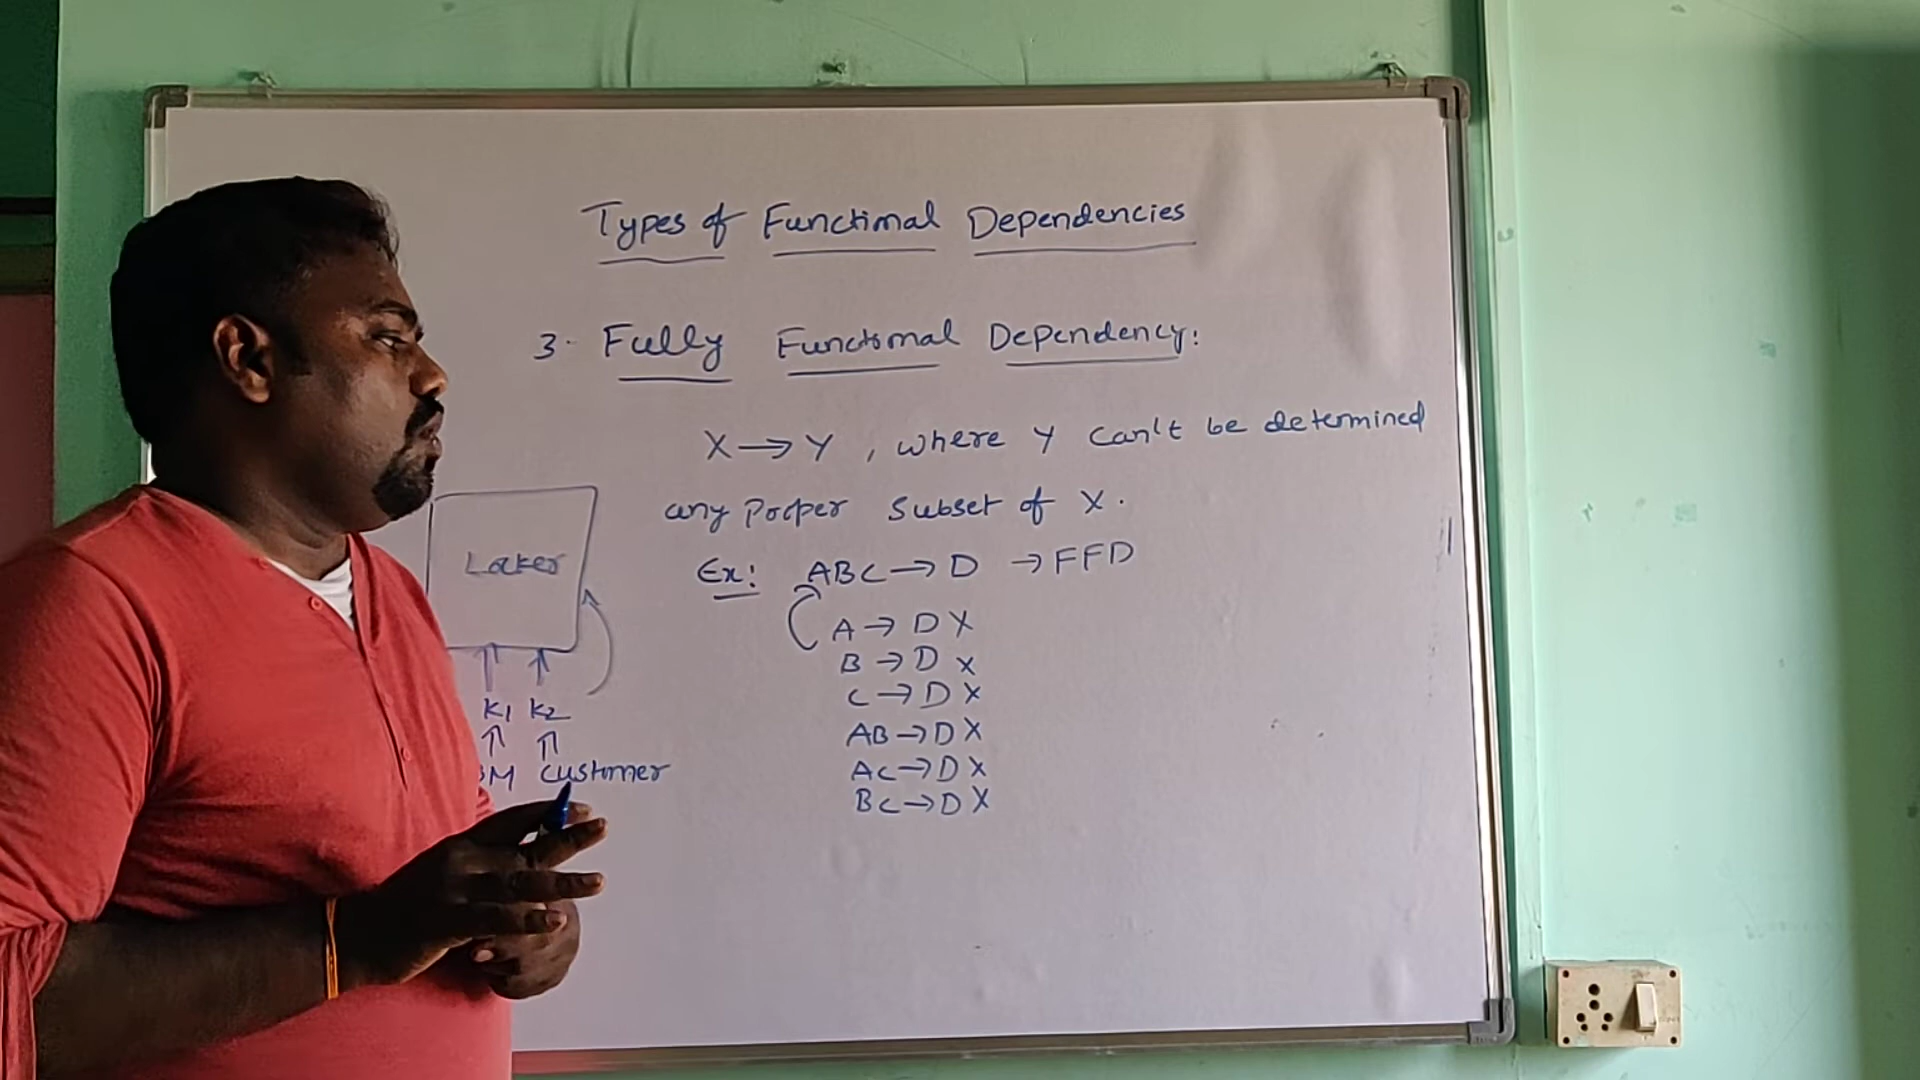 Types of Functional Dependencies
3. Fully Functional Dependency:
X → Y , where Y can't be determined
any proper subset of X.
Ex: ABC → D → FFD
A → D X
B → D X
C → D X
AB → D X
AC → D X
BC → D X
Locker
K1 K2
BM Customer